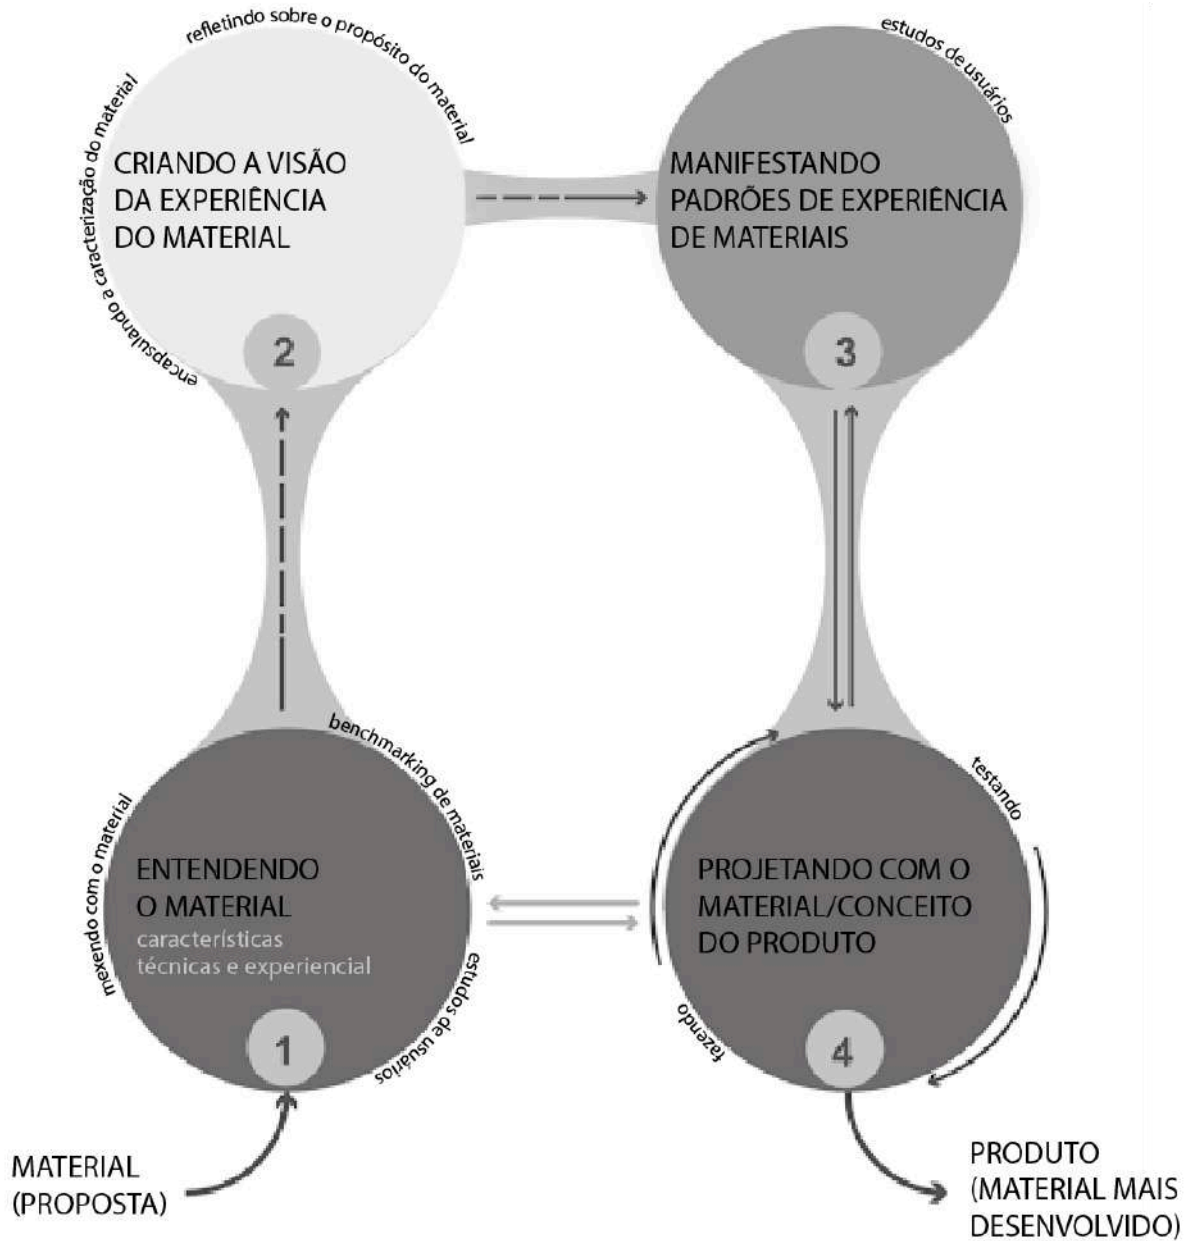 refletindo sobre o propósito do material
encapsulando a caracterização do material
CRIANDO A VISÃO
DA EXPERIÊNCIA
DO MATERIAL
2
estudos de usuários
MANIFESTANDO
PADRÕES DE EXPERIÊNCIA
DE MATERIAIS
3
mexendo com o material
benchmarking de materiais
estudos de usuários
ENTENDENDO
O MATERIAL
características
técnicas e experiencial
1
testando
fazendo
PROJETANDO COM O
MATERIAL/CONCEITO
DO PRODUTO
4
MATERIAL
(PROPOSTA)
PRODUTO
(MATERIAL MAIS
DESENVOLVIDO)